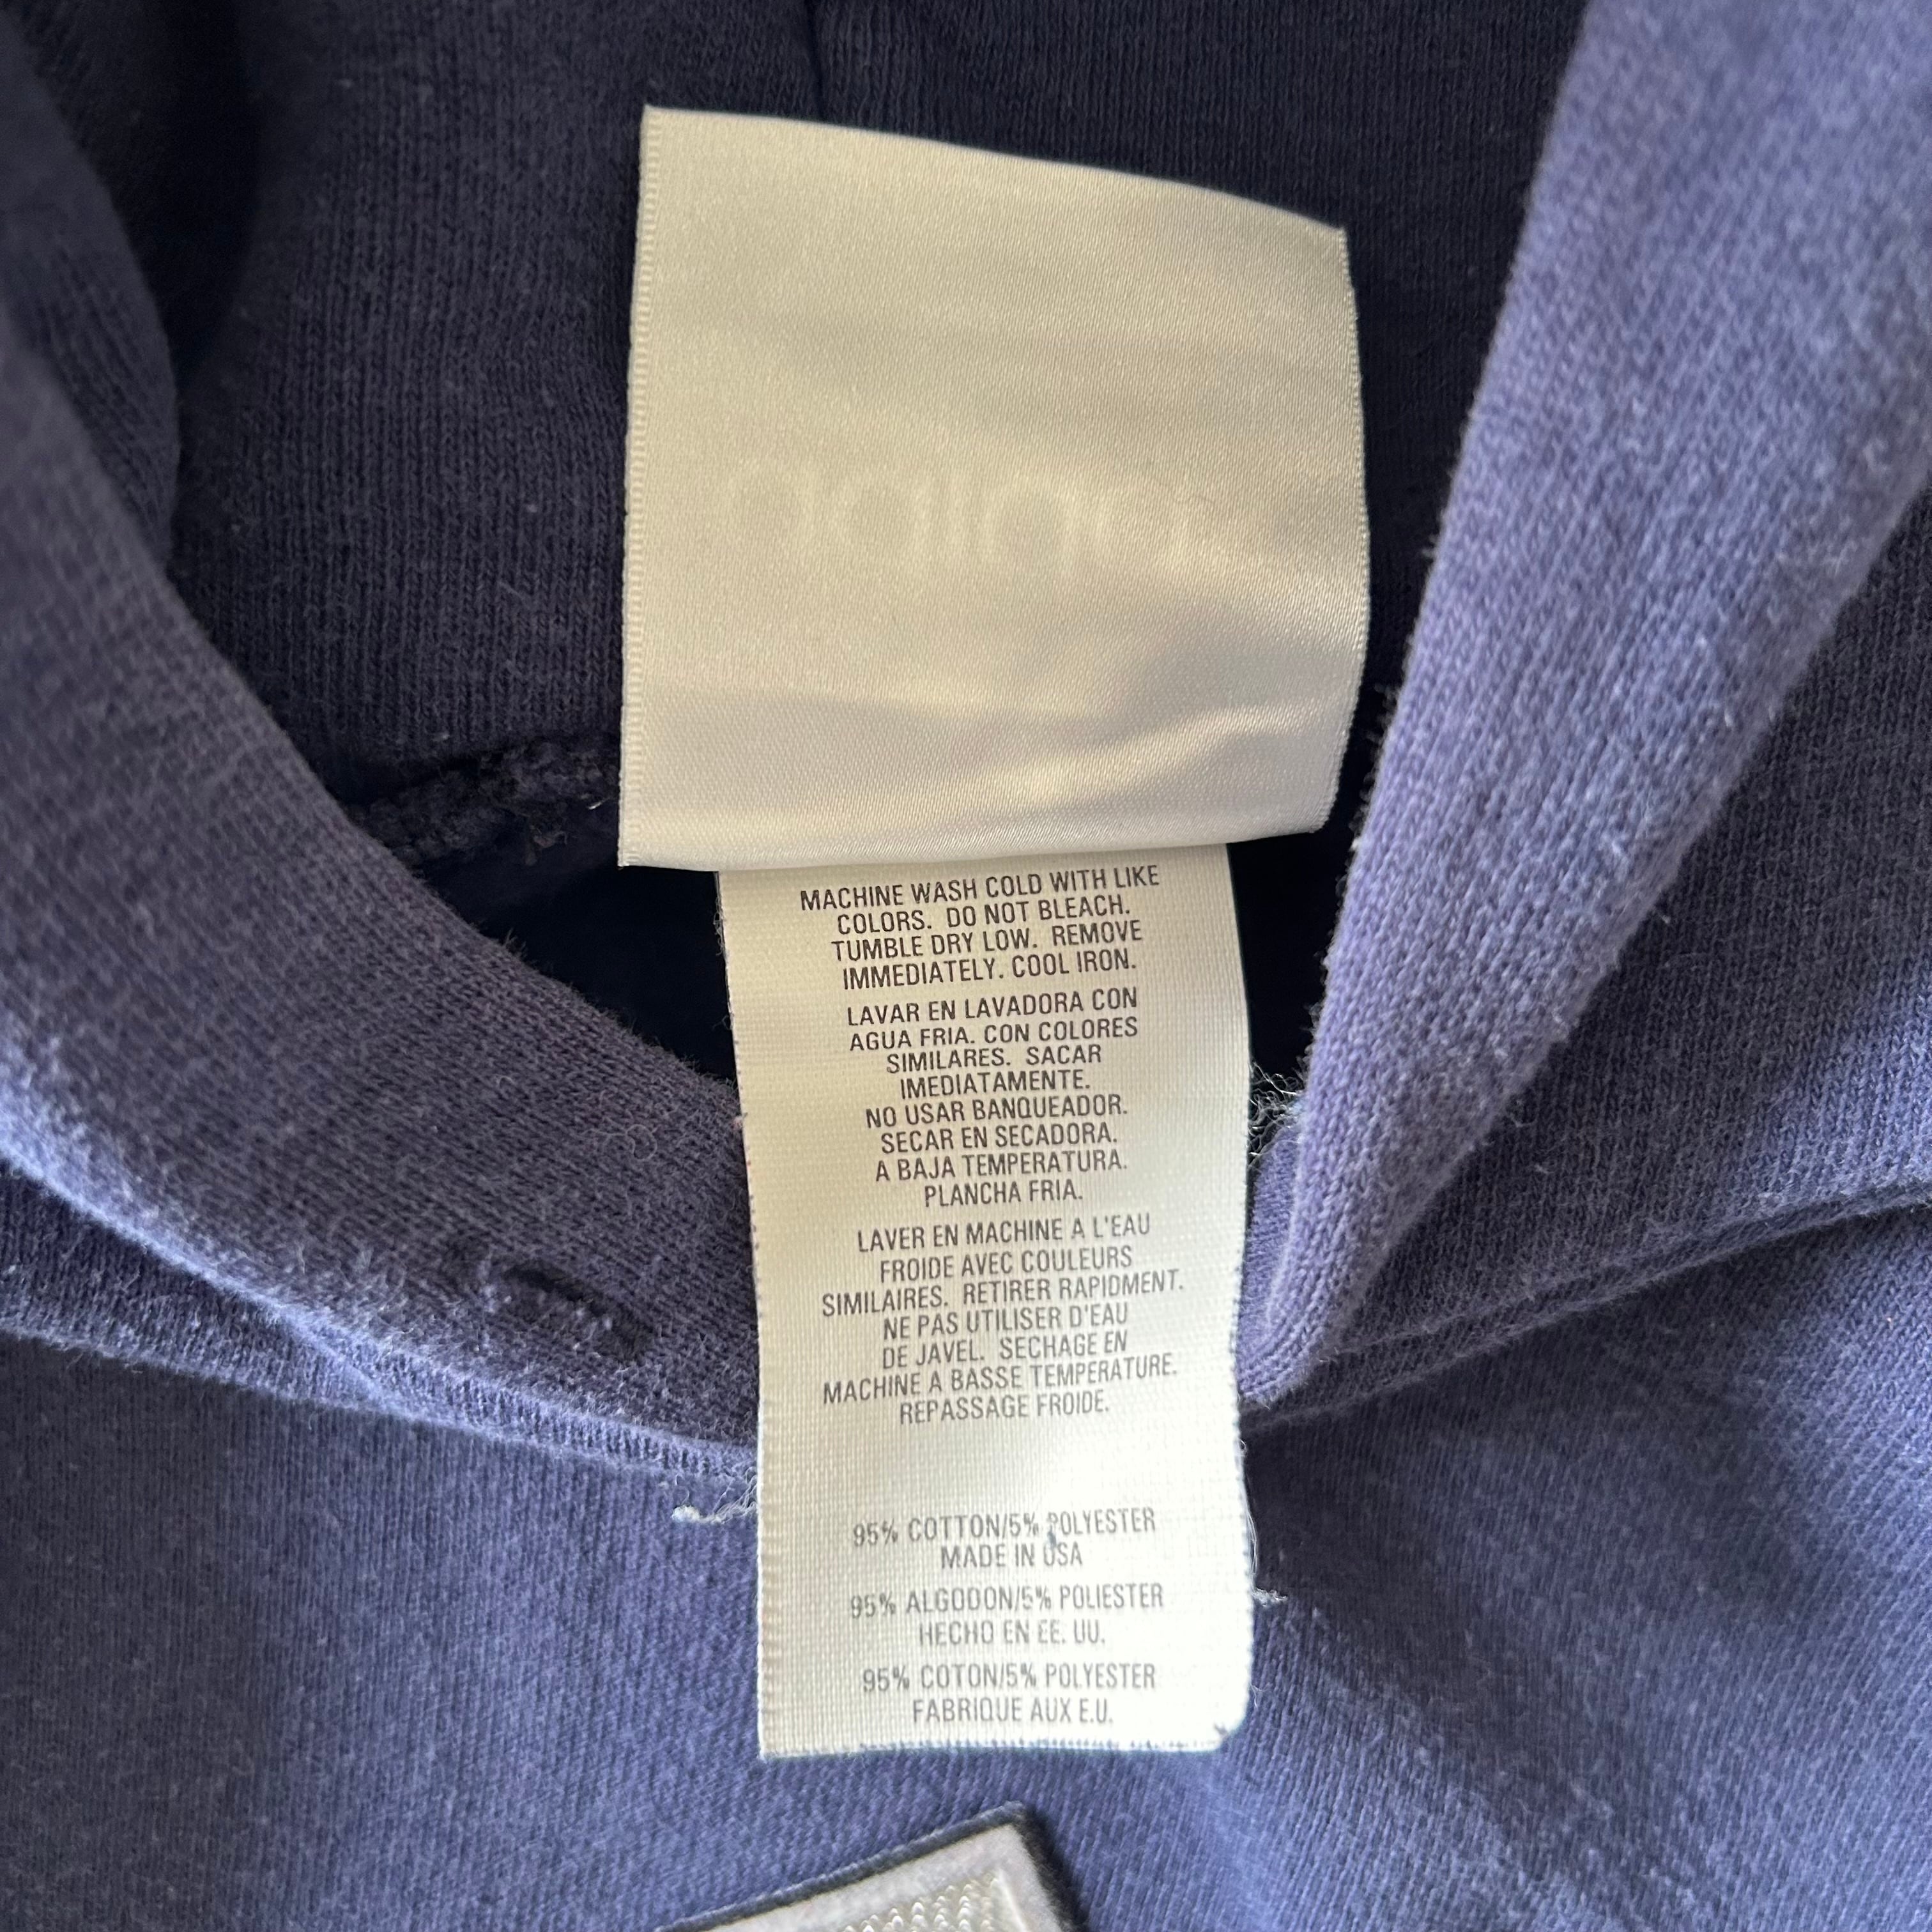 MACHINE WASH COLD WITH LIKE
COLORS. DO NOT BLEACH.
TUMBLE DRY LOW. REMOVE
IMMEDIATELY. COOL IRON.
LAVAR EN LAVADORA CON
AGUA FRIA. CON COLORES
SIMILARES. SACAR
IMEDIATAMENTE.
NO USAR BANQUEADOR.
SECAR EN SECADORA.
A BAJA TEMPERATURA.
PLANCHA FRIA.
LAVER EN MACHINE A L'EAU
FROIDE AVEC COULEURS
SIMILAIRES. RETIRER RAPIDMENT.
NE PAS UTILISER D'EAU
DE JAVEL. SECHAGE EN
MACHINE A BASSE TEMPERATURE.
REPASSAGE FROIDE.
95% COTTON/5% POLYESTER
MADE IN USA
95% ALGODON/5% POLIESTER
HECHO EN EE. UU.
95% COTON/5% POLYESTER
FABRIQUE AUX E.U.